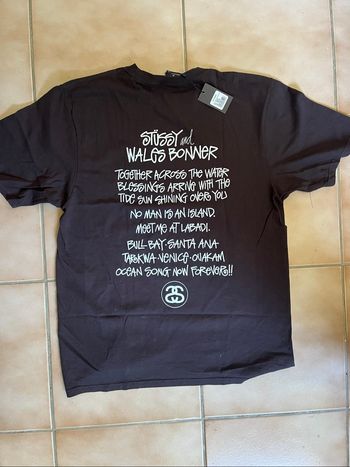 STÜSSY and
WALES BONNER
TOGETHER ACROSS THE WATER
BLESSINGS ARRIVE WITH THE
TIDE SUN SHINING OVER YOU
NO MAN IS AN ISLAND.
MEET ME AT LABADI.
BULL BAY-SANTA ANA
TARKWA-VENICE-OUAKAM
OCEAN SONG NOW FOREVER!!